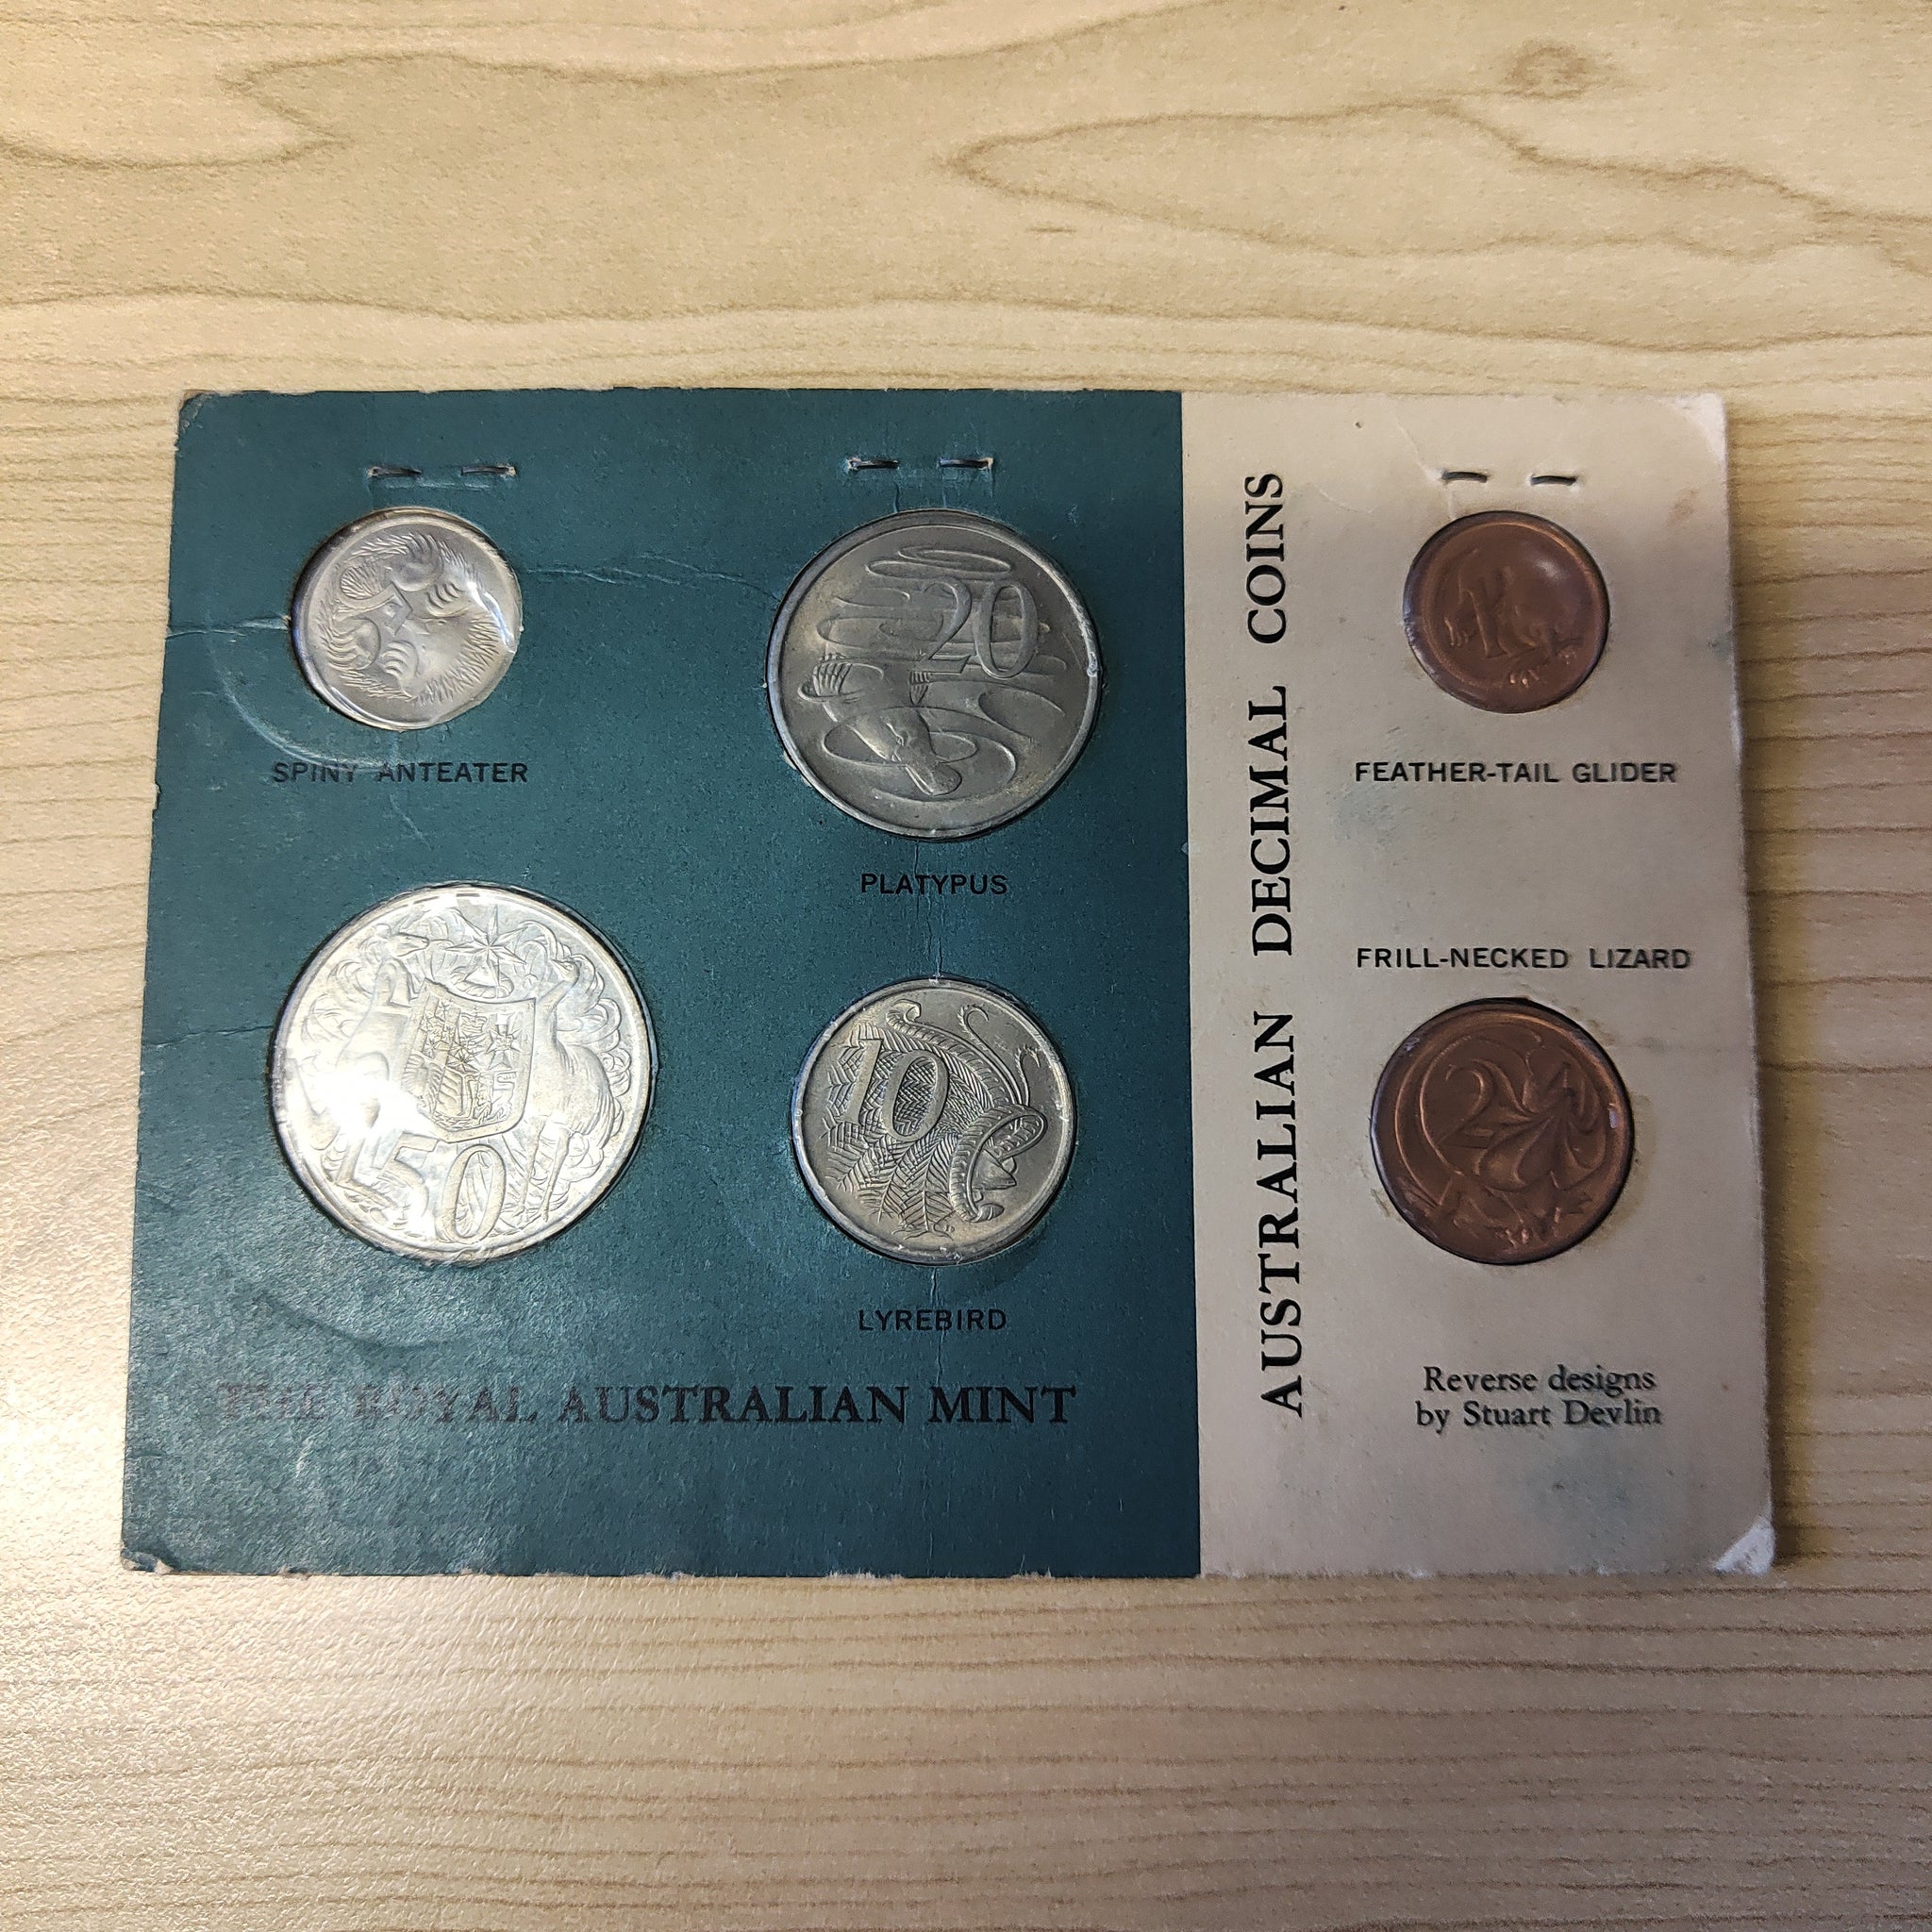 SPINY ANTEATER
20
PLATYPUS
50
10
LYREBIRD
THE ROYAL AUSTRALIAN MINT
AUSTRALIAN DECIMAL COINS
1
FEATHER-TAIL GLIDER
FRILL-NECKED LIZARD
2
Reverse designs
by Stuart Devlin